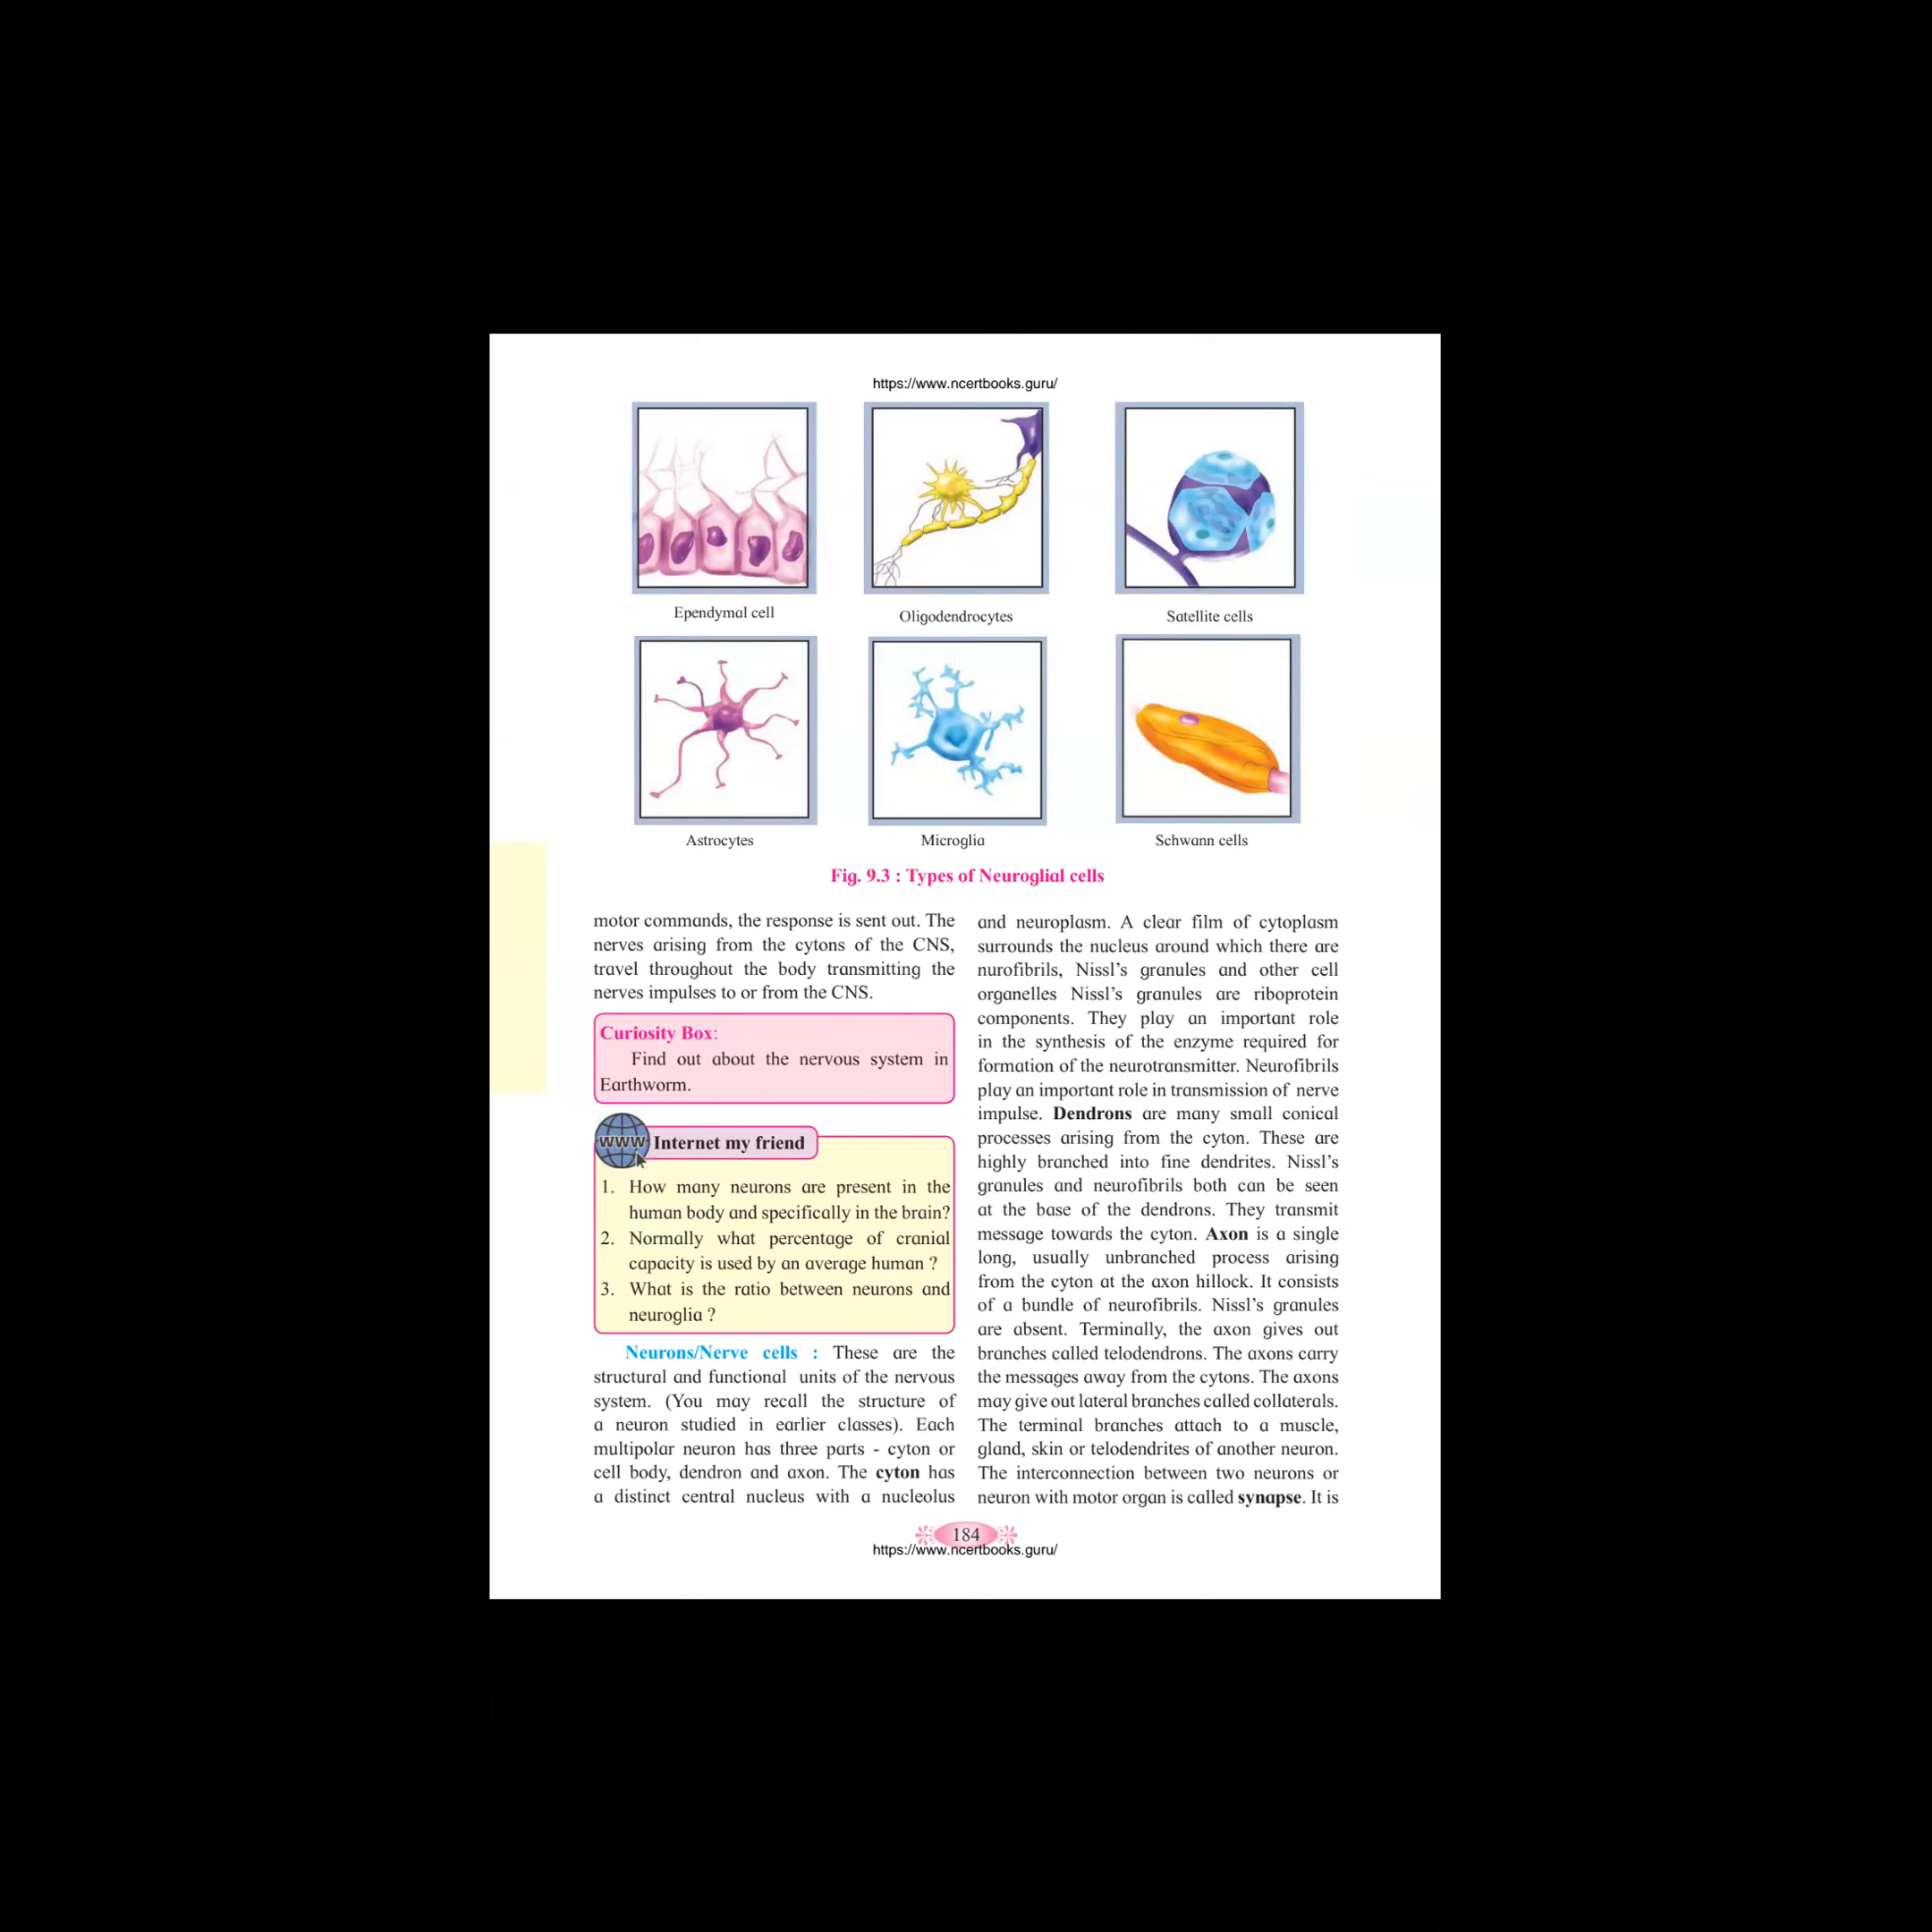 https://www.ncertbooks.guru/
Ependymal cell
Oligodendrocytes
Satellite cells
Astrocytes
Microglia
Schwann cells
Fig. 9.3 : Types of Neuroglial cells
motor commands, the response is sent out. The
nerves arising from the cytons of the CNS,
travel throughout the body transmitting the
nerves impulses to or from the CNS.
Curiosity Box:
Find out about the nervous system in
Earthworm.
www
Internet my friend
1. How many neurons are present in the
human body and specifically in the brain?
2. Normally what percentage of cranial
capacity is used by an average human ?
3. What is the ratio between neurons and
neuroglia ?
Neurons/Nerve cells : These are the
structural and functional units of the nervous
system. (You may recall the structure of
a neuron studied in earlier classes). Each
multipolar neuron has three parts - cyton or
cell body, dendron and axon. The cyton has
a distinct central nucleus with a nucleolus
and neuroplasm. A clear film of cytoplasm
surrounds the nucleus around which there are
nurofibrils, Nissl's granules and other cell
organelles Nissl's granules are riboprotein
components. They play an important role
in the synthesis of the enzyme required for
formation of the neurotransmitter. Neurofibrils
play an important role in transmission of nerve
impulse. Dendrons are many small conical
processes arising from the cyton. These are
highly branched into fine dendrites. Nissl's
granules and neurofibrils both can be seen
at the base of the dendrons. They transmit
message towards the cyton. Axon is a single
long, usually unbranched process arising
from the cyton at the axon hillock. It consists
of a bundle of neurofibrils. Nissl's granules
are absent. Terminally, the axon gives out
branches called telodendrons. The axons carry
the messages away from the cytons. The axons
may give out lateral branches called collaterals.
The terminal branches attach to a muscle,
gland, skin or telodendrites of another neuron.
The interconnection between two neurons or
neuron with motor organ is called synapse. It is
184
https://www.ncertbooks.guru/